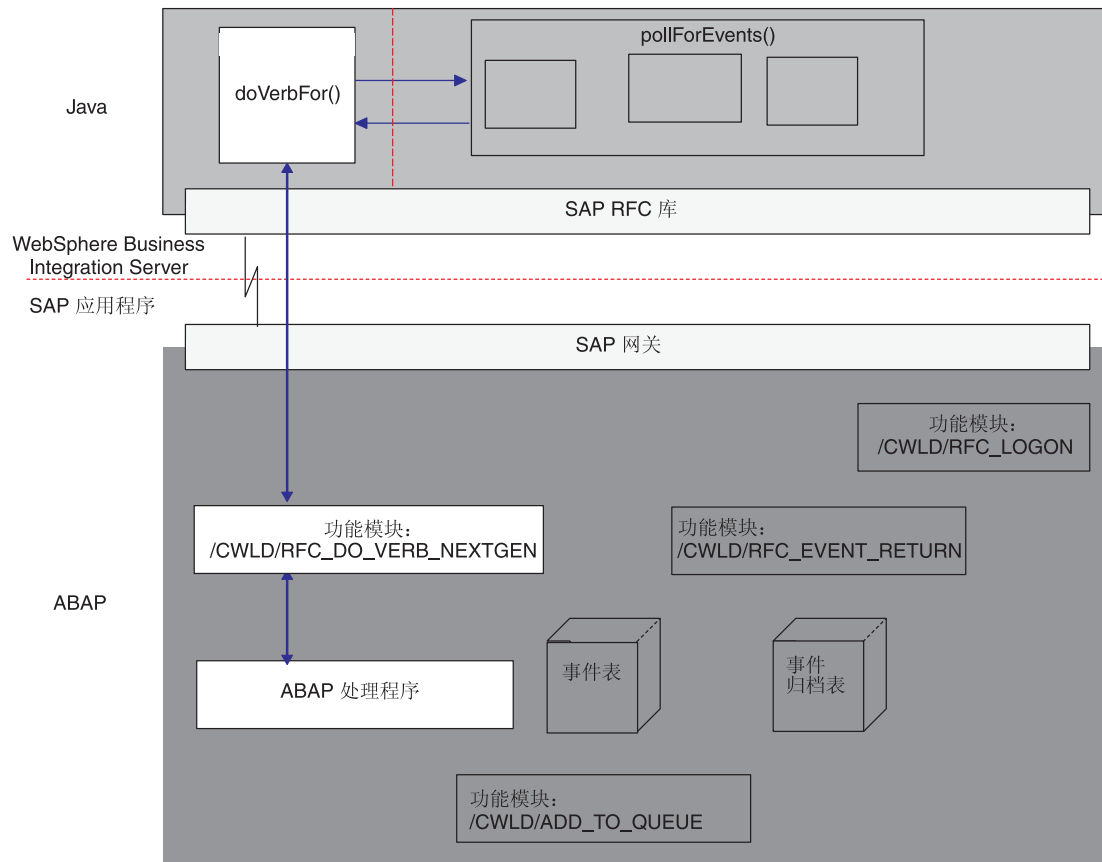 pollForEvents()
doVerbFor()
Java
SAP RFC 库
WebSphere Business
Integration Server
SAP 应用程序
SAP 网关
功能模块：
/CWLD/RFC_LOGON
功能模块：
/CWLD/RFC_DO_VERB_NEXTGEN
功能模块：
/CWLD/RFC_EVENT_RETURN
ABAP
事件表
事件
归档表
ABAP 处理程序
功能模块：
/CWLD/ADD_TO_QUEUE